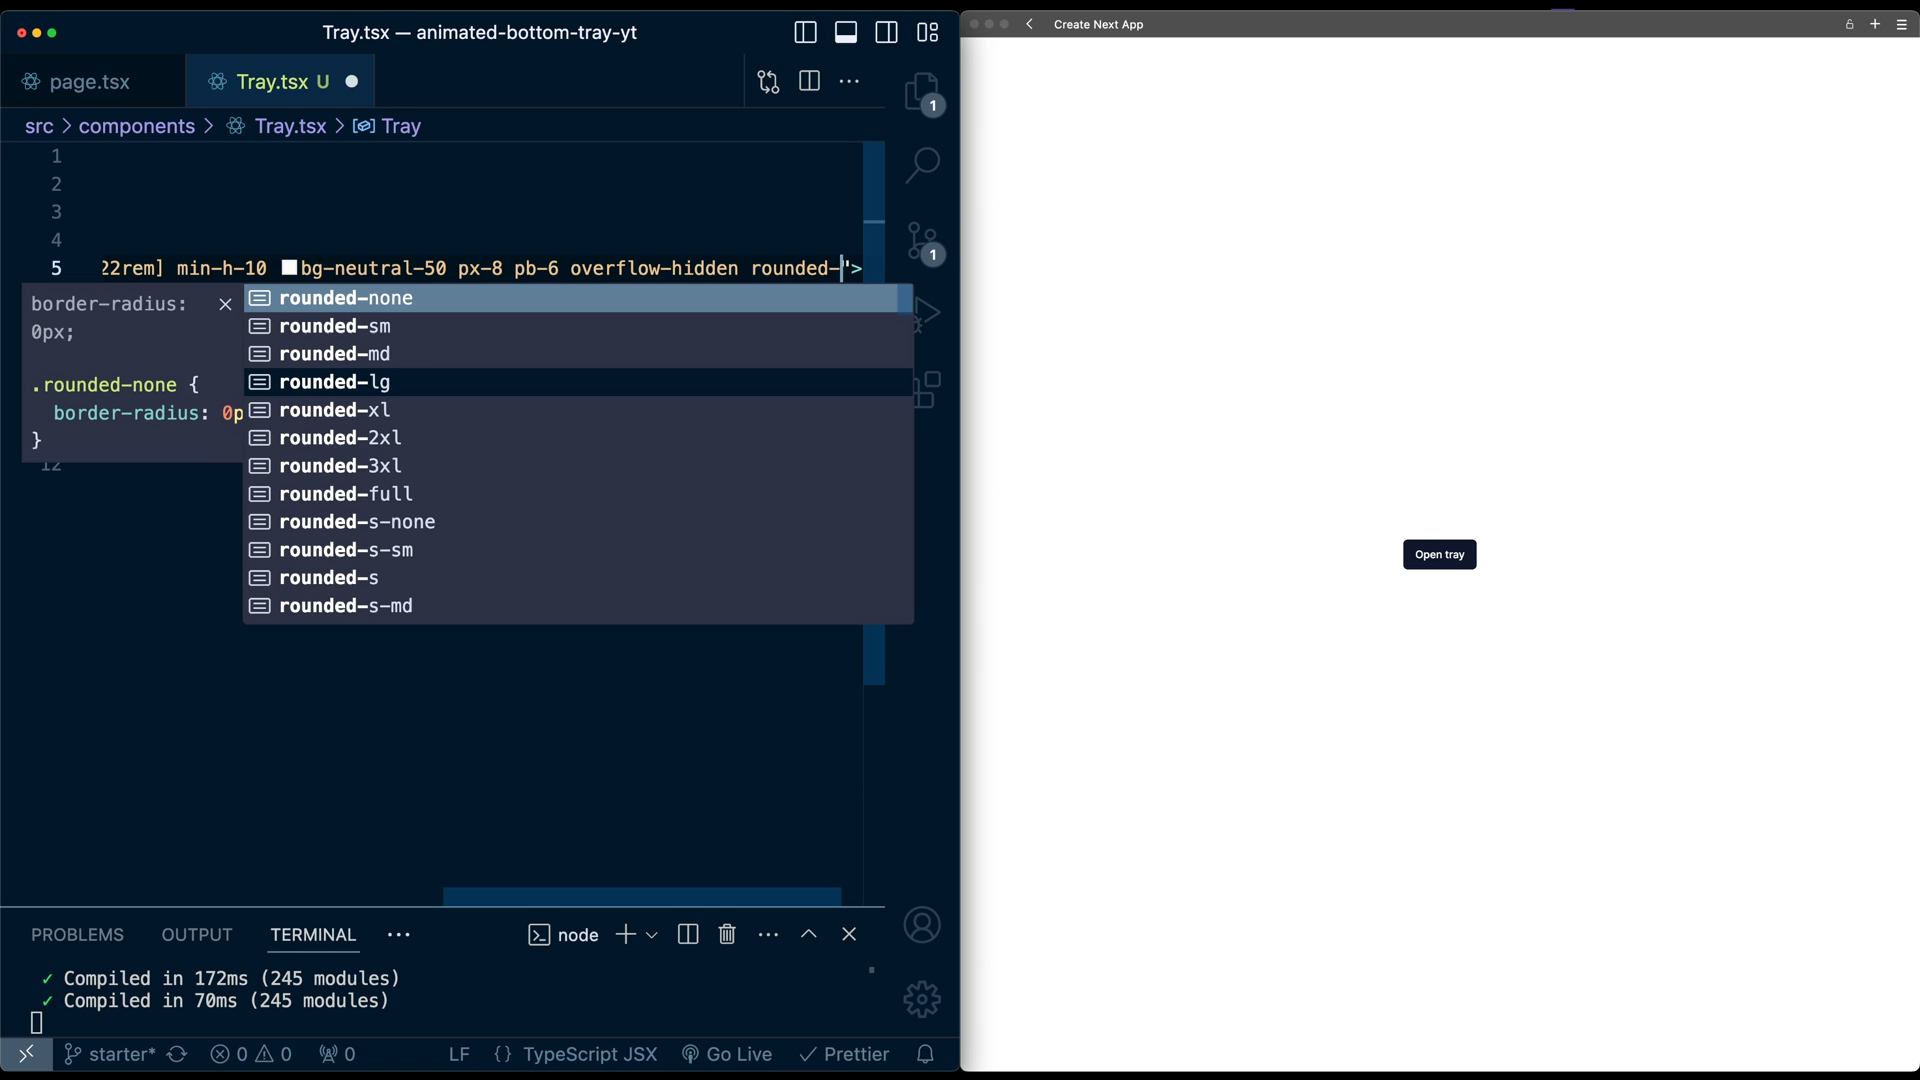 Tray.tsx — animated-bottom-tray-yt
page.tsx
Tray.tsx U
1
src > components > Tray.tsx > Tray
1
2
3
4
5 22rem] min-h-10 bg-neutral-50 px-8 pb-6 overflow-hidden rounded-">
1
border-radius:
0px;
.rounded-none {
border-radius: 0p
}
12
rounded-none
rounded-sm
rounded-md
rounded-lg
rounded-xl
rounded-2xl
rounded-3xl
rounded-full
rounded-s-none
rounded-s-sm
rounded-s
rounded-s-md
PROBLEMS OUTPUT TERMINAL
node
✓ Compiled in 172ms (245 modules)
✓ Compiled in 70ms (245 modules)
starter* 0 0 0 LF {} TypeScript JSX Go Live Prettier
Create Next App
Open tray